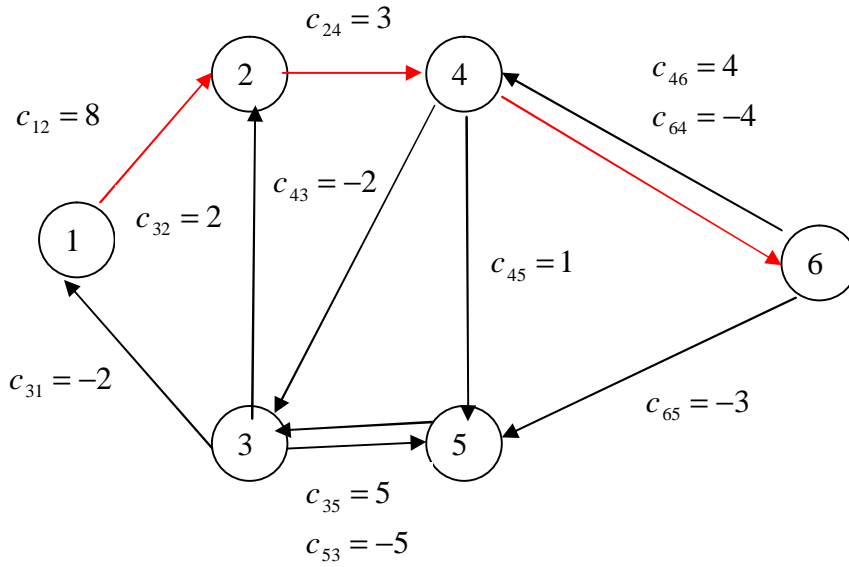 c₂₄ = 3
2
4
c₄₆ = 4
c₆₄ = −4
c₁₂ = 8
c₄₃ = −2
c₃₂ = 2
1
c₄₅ = 1
6
c₃₁ = −2
c₆₅ = −3
3
5
c₃₅ = 5
c₅₃ = −5